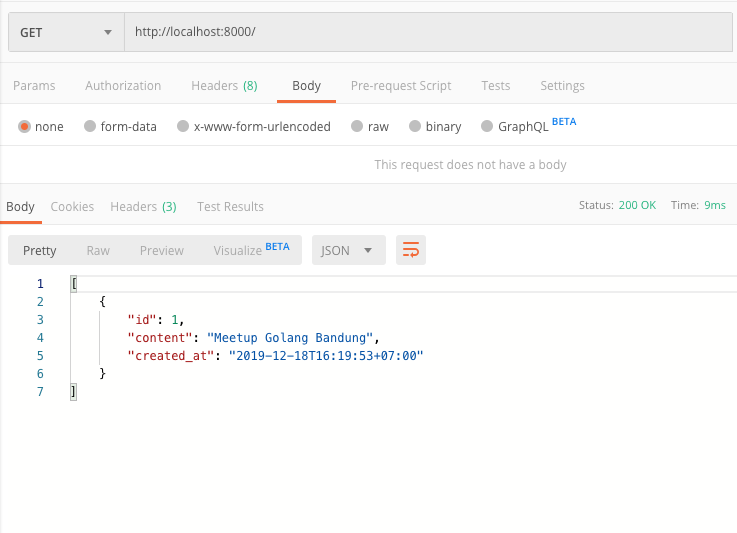 GET http://localhost:8000/
Params Authorization Headers (8) Body Pre-request Script Tests Settings
none form-data x-www-form-urlencoded raw binary GraphQL BETA
This request does not have a body
Body Cookies Headers (3) Test Results Status: 200 OK Time: 9ms
Pretty Raw Preview Visualize BETA JSON
1 [
2 {
3 "id": 1,
4 "content": "Meetup Golang Bandung",
5 "created_at": "2019-12-18T16:19:53+07:00"
6 }
7 ]